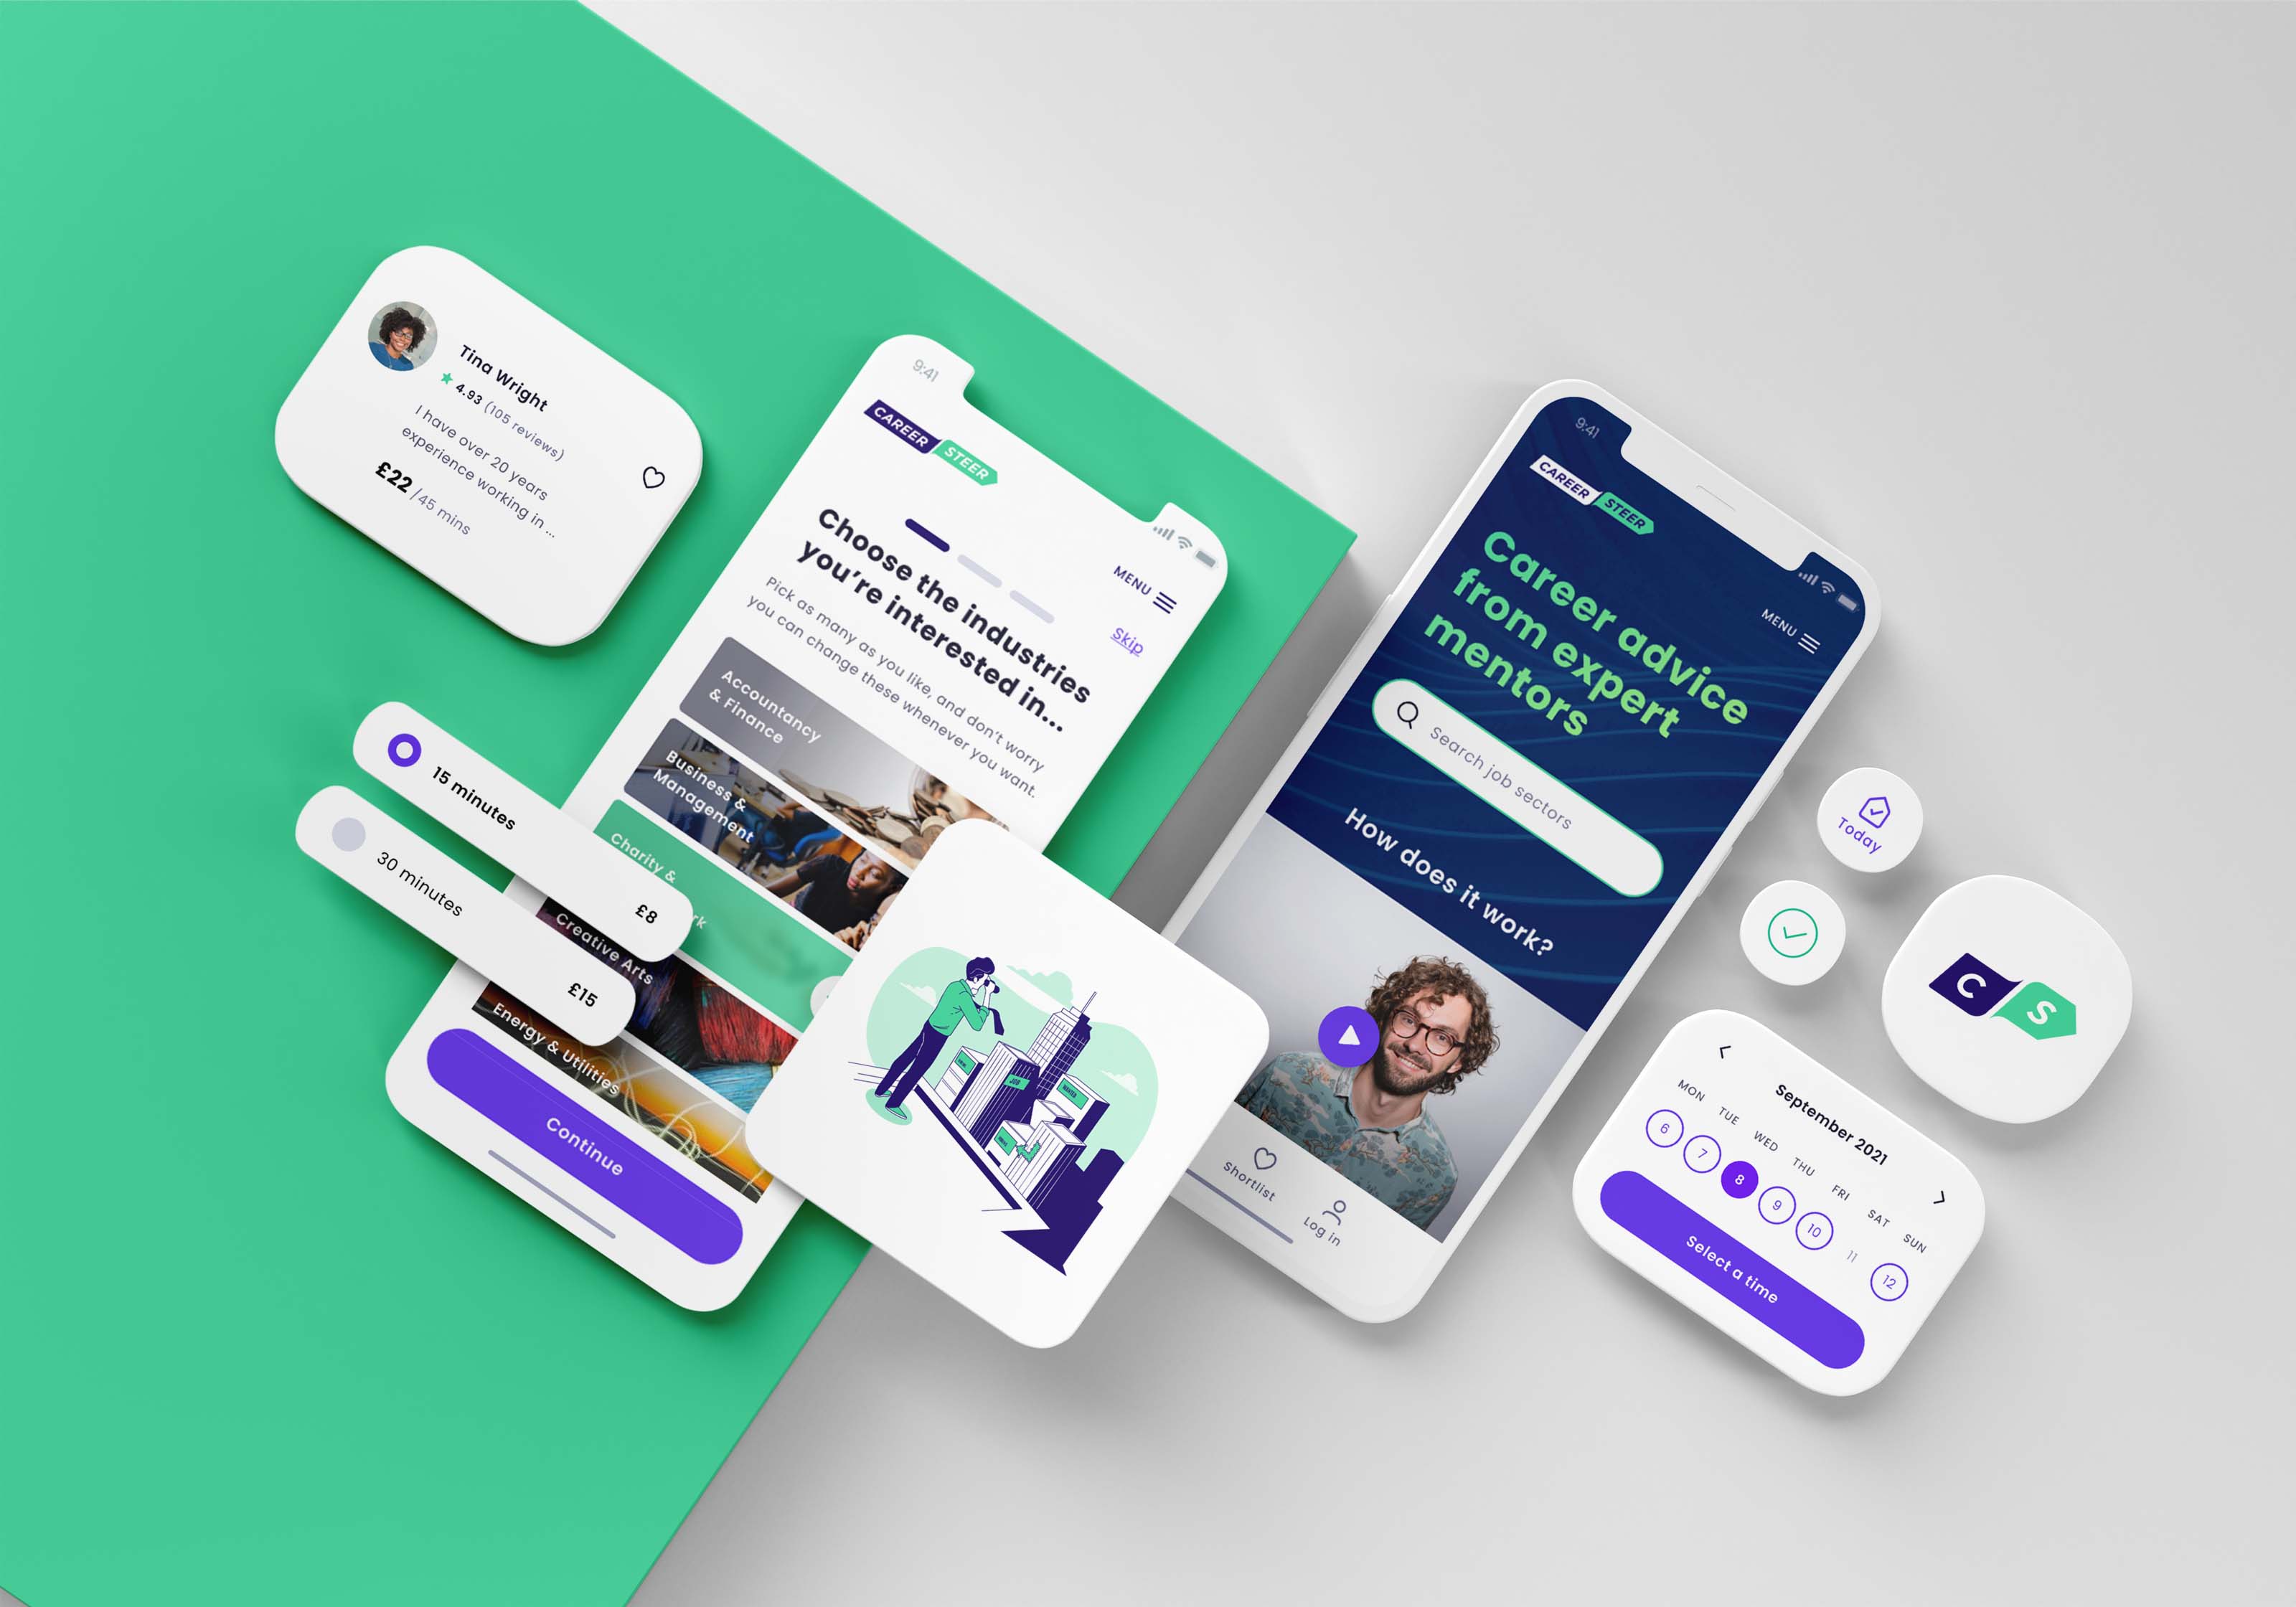 Tina Wright
4.93 (105 reviews)
I have over 20 years
experience working in...
£22/45 mins
15 minutes
£8
30 minutes
£15
9:41
CAREER STEER
MENU
Skip
Choose the industries
you're interested in...
Pick as many as you like, and don't worry
you can change these whenever you want.
Accountancy
& Finance
Business &
Management
Charity &
Creative Arts
Energy & Utilities
Continue
JOB
9:41
CAREER STEER
MENU
Career advice
from expert
mentors
Search job sectors
How does it work?
Shortlist
Log in
Today
C S
September 2021
MON TUE WED THU FRI SAT SUN
6 7 8 9 10 11 12
Select a time